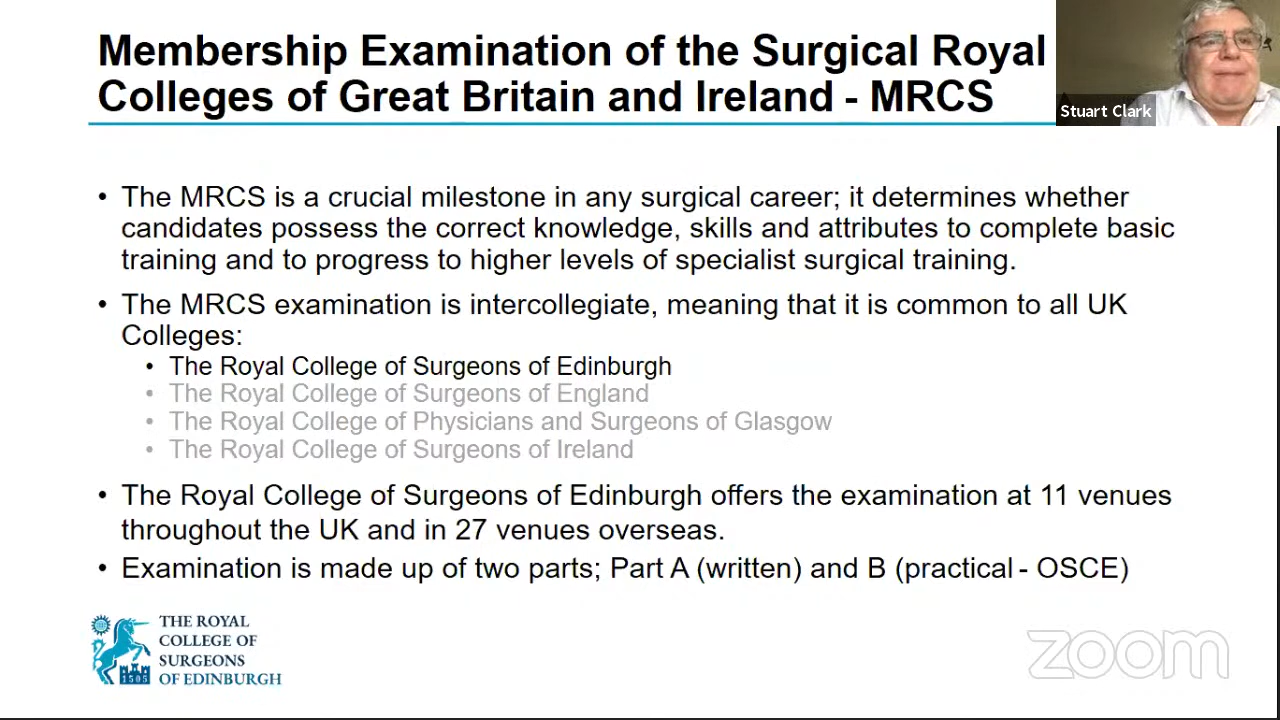 Membership Examination of the Surgical Royal
Colleges of Great Britain and Ireland - MRCS
Stuart Clark
• The MRCS is a crucial milestone in any surgical career; it determines whether
candidates possess the correct knowledge, skills and attributes to complete basic
training and to progress to higher levels of specialist surgical training.
• The MRCS examination is intercollegiate, meaning that it is common to all UK
Colleges:
• The Royal College of Surgeons of Edinburgh
• The Royal College of Surgeons of England
• The Royal College of Physicians and Surgeons of Glasgow
• The Royal College of Surgeons of Ireland
• The Royal College of Surgeons of Edinburgh offers the examination at 11 venues
throughout the UK and in 27 venues overseas.
• Examination is made up of two parts; Part A (written) and B (practical - OSCE)
THE ROYAL
COLLEGE OF
SURGEONS
OF EDINBURGH
1505
zoom